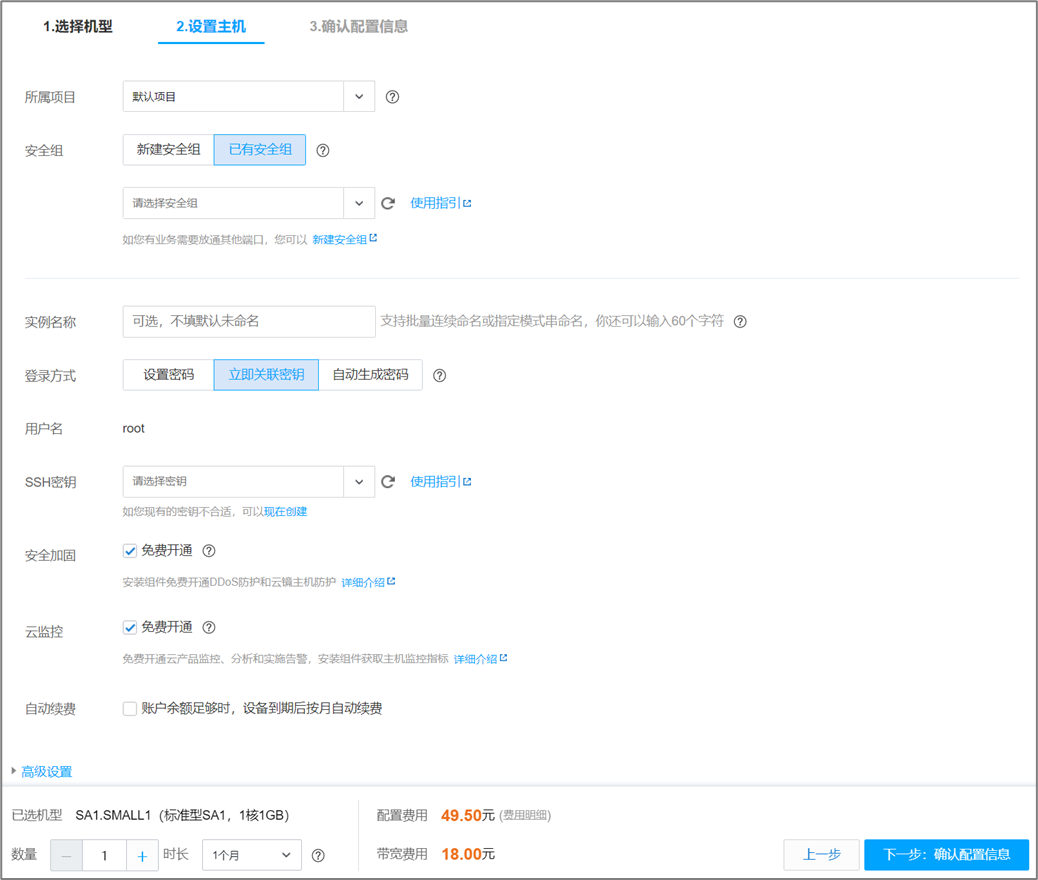 1.选择机型 2.设置主机 3.确认配置信息
所属项目 默认项目
安全组 新建安全组 已有安全组
请选择安全组 使用指引
如您有业务需要放通其他端口，您可以 新建安全组
实例名称 可选，不填默认未命名 支持批量连续命名或指定模式串命名，你还可以输入60个字符
登录方式 设置密码 立即关联密钥 自动生成密码
用户名 root
SSH密钥 请选择密钥 使用指引
如您现有的密钥不合适，可以现在创建
安全加固 免费开通
安装组件免费开通DDoS防护和云镜主机防护 详细介绍
云监控 免费开通
免费开通云产品监控、分析和实施告警，安装组件获取主机监控指标 详细介绍
自动续费 账户余额足够时，设备到期后按月自动续费
高级设置
已选机型 SA1.SMALL1（标准型SA1，1核1GB） 配置费用 49.50元 (费用明细)
数量 1 时长 1个月 带宽费用 18.00元 上一步 下一步：确认配置信息